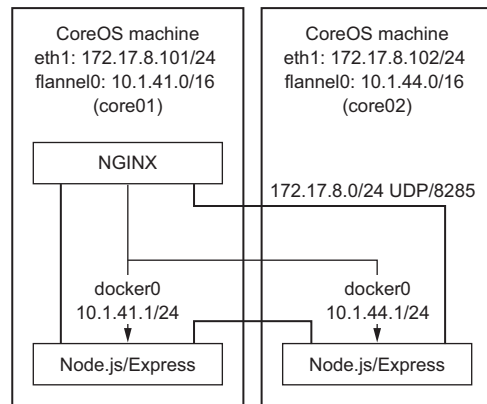 CoreOS machine
eth1: 172.17.8.101/24
flannel0: 10.1.41.0/16
(core01)
CoreOS machine
eth1: 172.17.8.102/24
flannel0: 10.1.44.0/16
(core02)
NGINX
172.17.8.0/24 UDP/8285
docker0
10.1.41.1/24
docker0
10.1.44.1/24
Node.js/Express
Node.js/Express